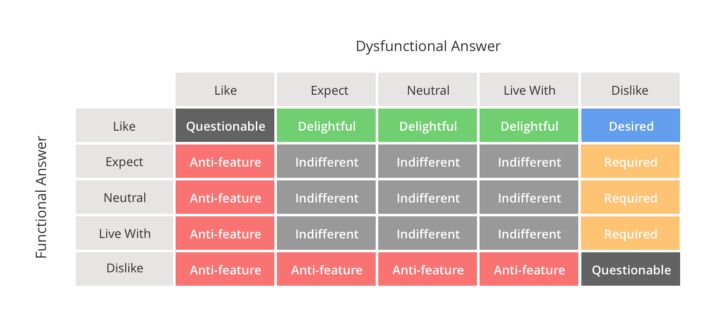 Dysfunctional Answer
Like Expect Neutral Live With Dislike
Functional Answer
Like Questionable Delightful Delightful Delightful Desired
Expect Anti-feature Indifferent Indifferent Indifferent Required
Neutral Anti-feature Indifferent Indifferent Indifferent Required
Live With Anti-feature Indifferent Indifferent Indifferent Required
Dislike Anti-feature Anti-feature Anti-feature Anti-feature Questionable